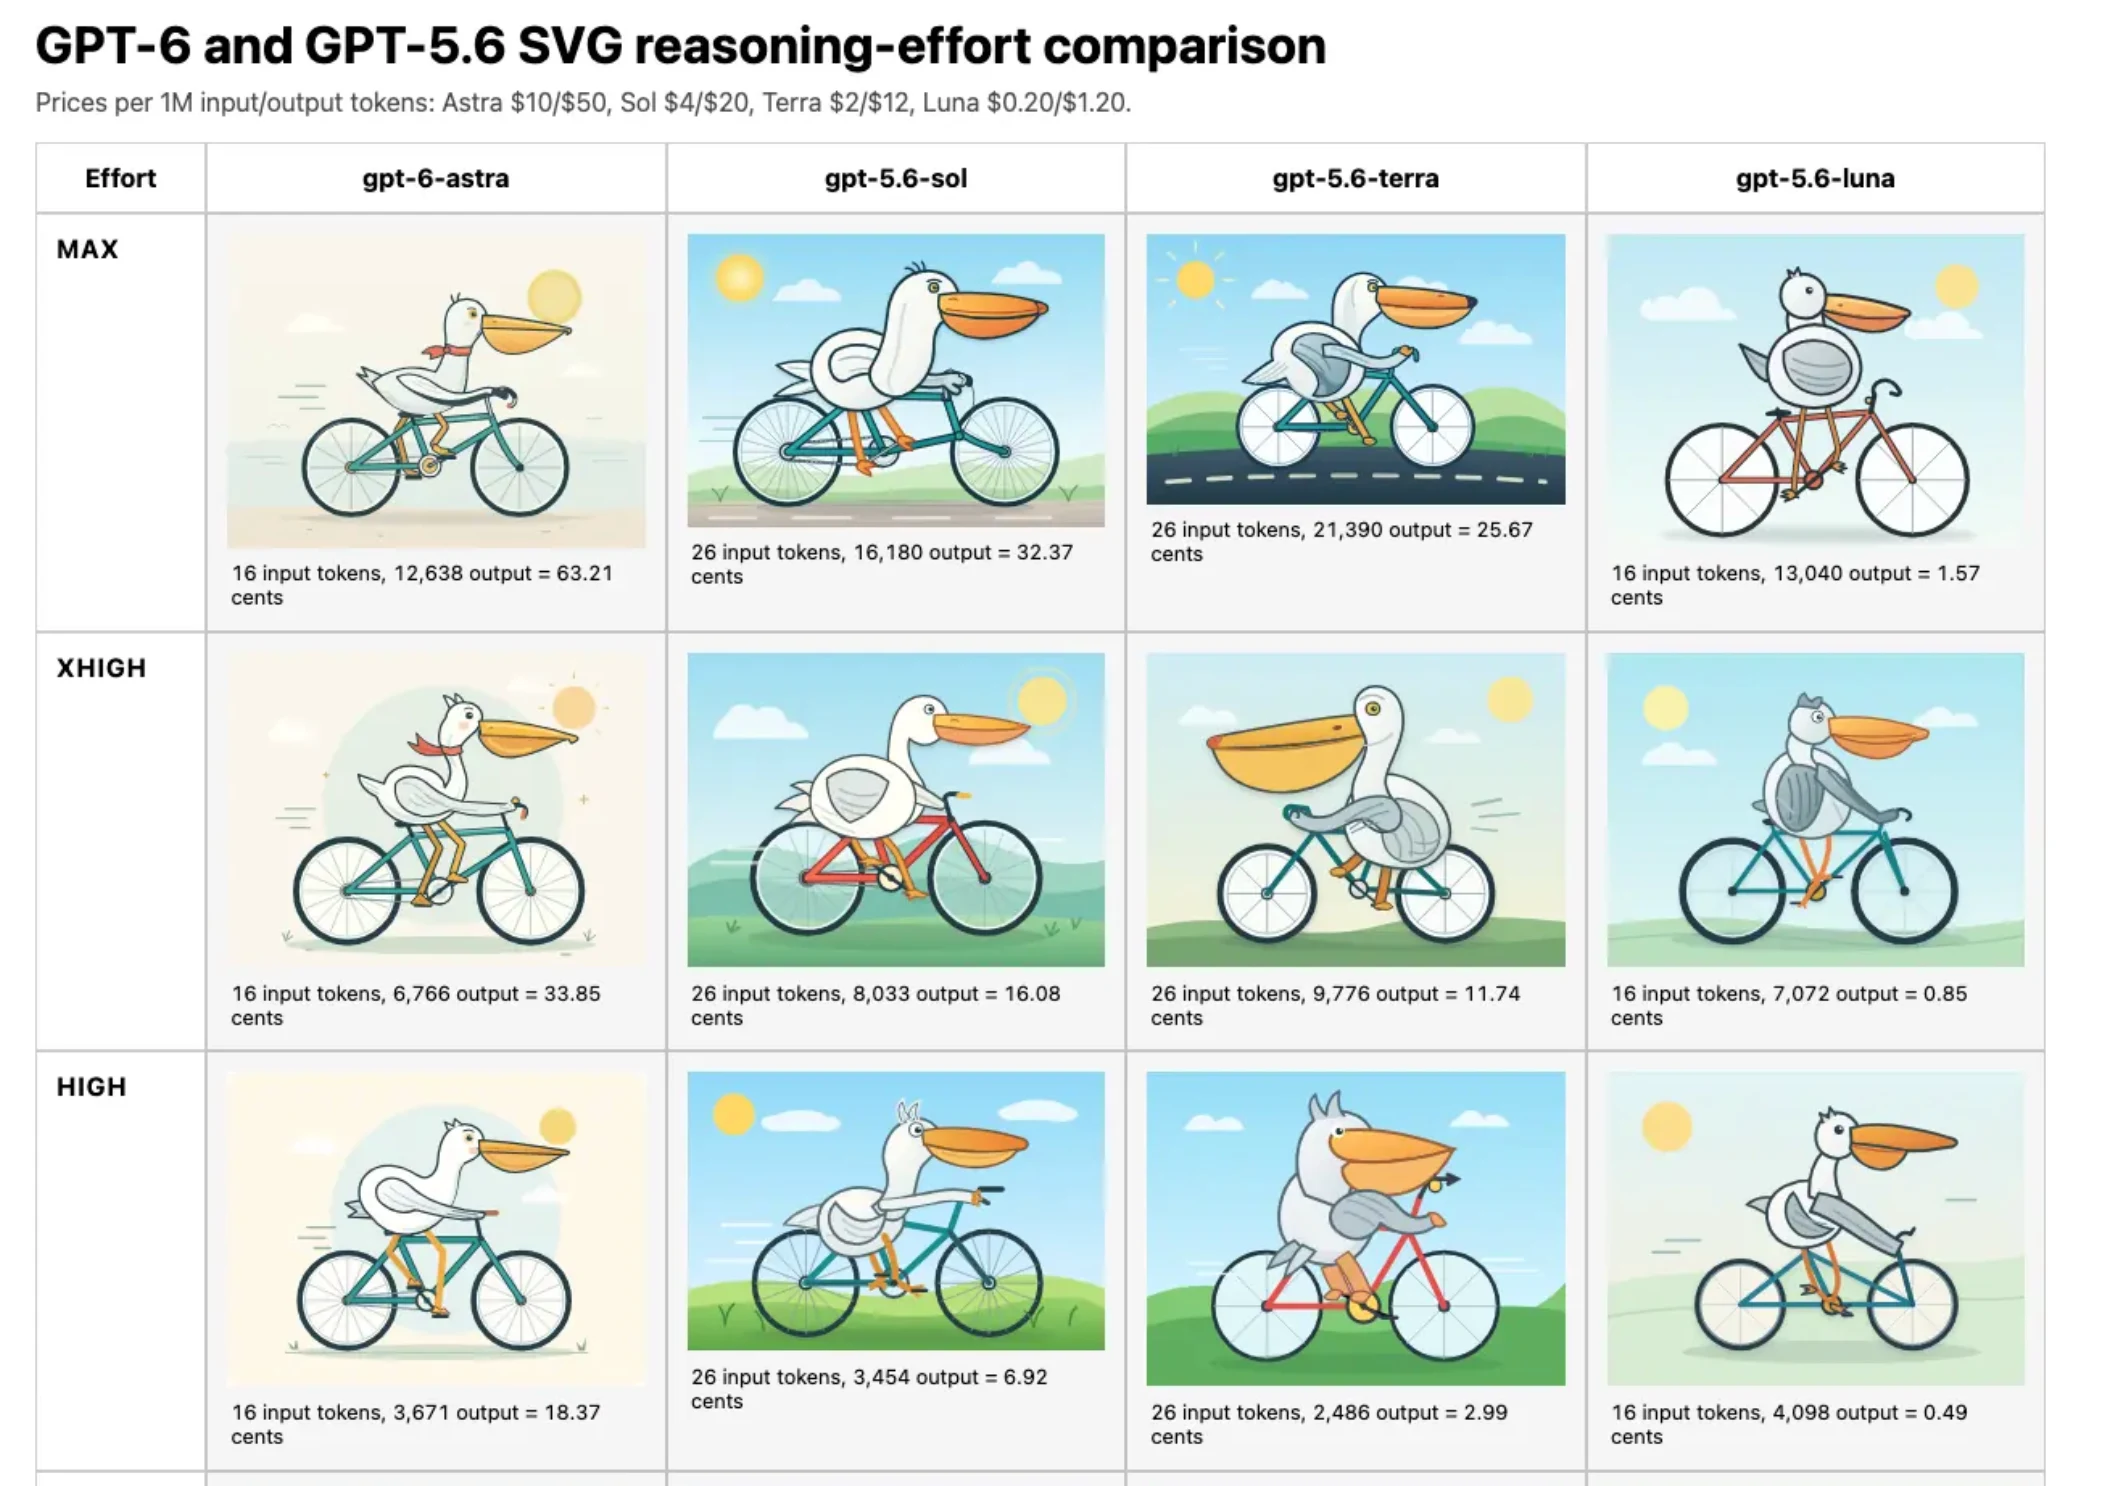 GPT-6 and GPT-5.6 SVG reasoning-effort comparison
Prices per 1M input/output tokens: Astra $10/$50, Sol $4/$20, Terra $2/$12, Luna $0.20/$1.20.
Effort
gpt-6-astra
gpt-5.6-sol
gpt-5.6-terra
gpt-5.6-luna
MAX
16 input tokens, 12,638 output = 63.21
cents
26 input tokens, 16,180 output = 32.37
cents
26 input tokens, 21,390 output = 25.67
cents
16 input tokens, 13,040 output = 1.57
cents
XHIGH
16 input tokens, 6,766 output = 33.85
cents
26 input tokens, 8,033 output = 16.08
cents
26 input tokens, 9,776 output = 11.74
cents
16 input tokens, 7,072 output = 0.85
cents
HIGH
16 input tokens, 3,671 output = 18.37
cents
26 input tokens, 3,454 output = 6.92
cents
26 input tokens, 2,486 output = 2.99
cents
16 input tokens, 4,098 output = 0.49
cents